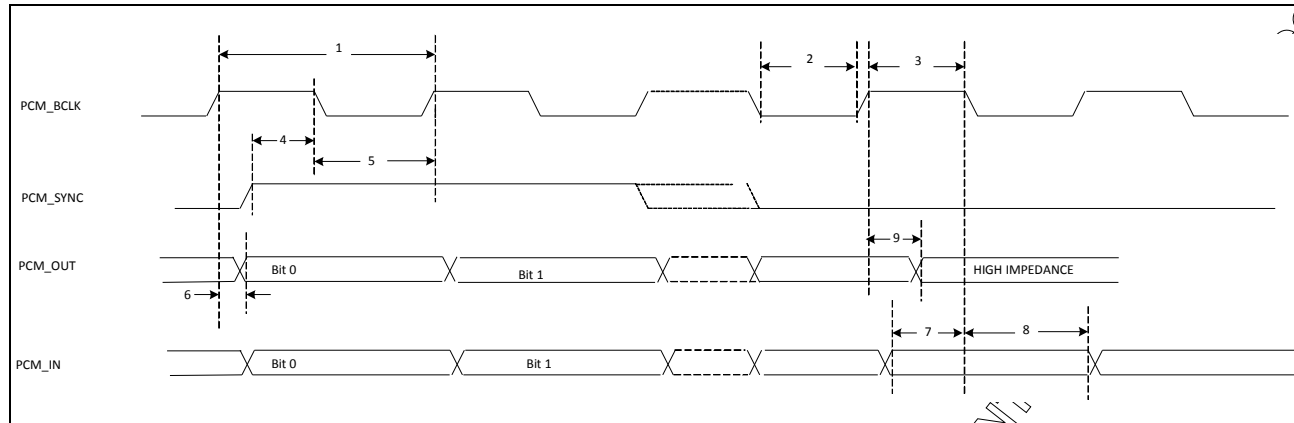 1
2
3
PCM_BCLK
4
5
PCM_SYNC
9
PCM_OUT
Bit 0
Bit 1
HIGH IMPEDANCE
6
7
8
PCM_IN
Bit 0
Bit 1